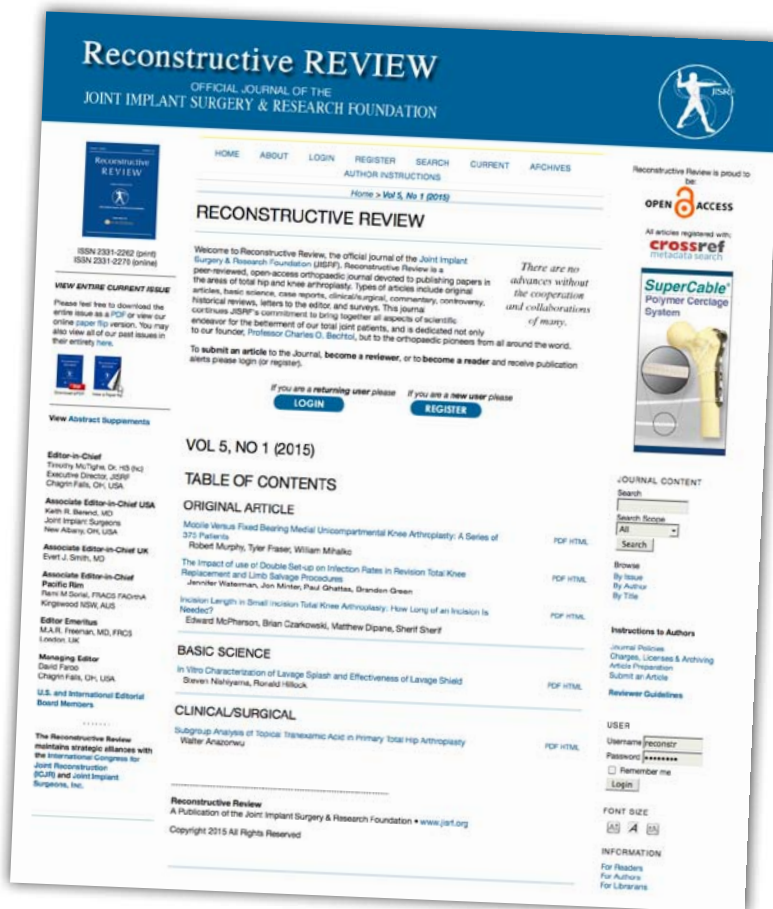 Reconstructive REVIEW
OFFICIAL JOURNAL OF THE
JOINT IMPLANT SURGERY & RESEARCH FOUNDATION
JISRF
Reconstructive
REVIEW
ISSN 2331-2262 (print)
ISSN 2331-2270 (online)
VIEW ENTIRE CURRENT ISSUE
Please feel free to download the
entire issue as a PDF or view our
online paper flip version. You may
also view all of our past issues in
their entirety here.
View Abstract Supplements
Editor-in-Chief
Timothy McTighe, Dr. HS (hc)
Executive Director, JISRF
Chagrin Falls, OH, USA
Associate Editor-in-Chief USA
Keith R. Berend, MD
Joint Implant Surgeons
New Albany, OH, USA
Associate Editor-in-Chief UK
Evert J. Smith, MD
Associate Editor-in-Chief
Pacific Rim
Rami M Sorial, FRACS FAOrthA
Kingswood NSW, AUS
Editor Emeritus
M.A.R. Freeman, MD, FRCS
London, UK
Managing Editor
David Faroo
Chagrin Falls, OH, USA
U.S. and International Editorial
Board Members
The Reconstructive Review
maintains strategic alliances with
the International Congress for
Joint Reconstruction
(ICJR) and Joint Implant
Surgeons, Inc.
HOME ABOUT LOGIN REGISTER SEARCH CURRENT ARCHIVES
AUTHOR INSTRUCTIONS
Home > Vol 5, No 1 (2015)
RECONSTRUCTIVE REVIEW
Welcome to Reconstructive Review, the official journal of the Joint Implant
Surgery & Research Foundation (JISRF). Reconstructive Review is a
peer-reviewed, open-access orthopaedic journal devoted to publishing papers in
the areas of total hip and knee arthroplasty. Types of articles include original
articles, basic science, case reports, clinical/surgical, commentary, controversy,
historical reviews, letters to the editor, and surveys. This journal
continues JISRF's commitment to bring together all aspects of scientific
endeavor for the betterment of our total joint patients, and is dedicated not only
to our founder, Professor Charles O. Bechtol, but to the orthopaedic pioneers from all around the world.
There are no
advances without
the cooperation
and collaborations
of many.
To submit an article to the Journal, become a reviewer, or to become a reader and receive publication
alerts please login (or register).
If you are a returning user please
LOGIN
If you are a new user please
REGISTER
VOL 5, NO 1 (2015)
TABLE OF CONTENTS
ORIGINAL ARTICLE
Mobile Versus Fixed Bearing Medial Unicompartmental Knee Arthroplasty: A Series of
375 Patients
PDF HTML
Robert Murphy, Tyler Fraser, William Mihalko
The Impact of use of Double Set-up on Infection Rates in Revision Total Knee
Replacement and Limb Salvage Procedures
PDF HTML
Jennifer Waterman, Jon Minter, Paul Ghattas, Brandon Green
Incision Length in Small Incision Total Knee Arthroplasty: How Long of an Incision Is
Needed?
PDF HTML
Edward McPherson, Brian Czarkowski, Matthew Dipane, Sherif Sherif
BASIC SCIENCE
In Vitro Characterization of Lavage Splash and Effectiveness of Lavage Shield
PDF HTML
Steven Nishiyama, Ronald Hillock
CLINICAL/SURGICAL
Subgroup Analysis of Topical Tranexamic Acid in Primary Total Hip Arthroplasty
PDF HTML
Walter Anazonwu
Reconstructive Review
A Publication of the Joint Implant Surgery & Research Foundation • www.jisrf.org
Copyright 2015 All Rights Reserved
Reconstructive Review is proud to
be:
OPEN ACCESS
All articles registered with:
crossref
metadata search
SuperCable®
Polymer Cerclage
System
JOURNAL CONTENT
Search
Search Scope
All
Search
Browse
By Issue
By Author
By Title
Instructions to Authors
Journal Policies
Charges, Licenses & Archiving
Article Preparation
Submit an Article
Reviewer Guidelines
USER
Username reconstr
Password ••••••••
Remember me
Login
FONT SIZE
A A A
INFORMATION
For Readers
For Authors
For Librarians